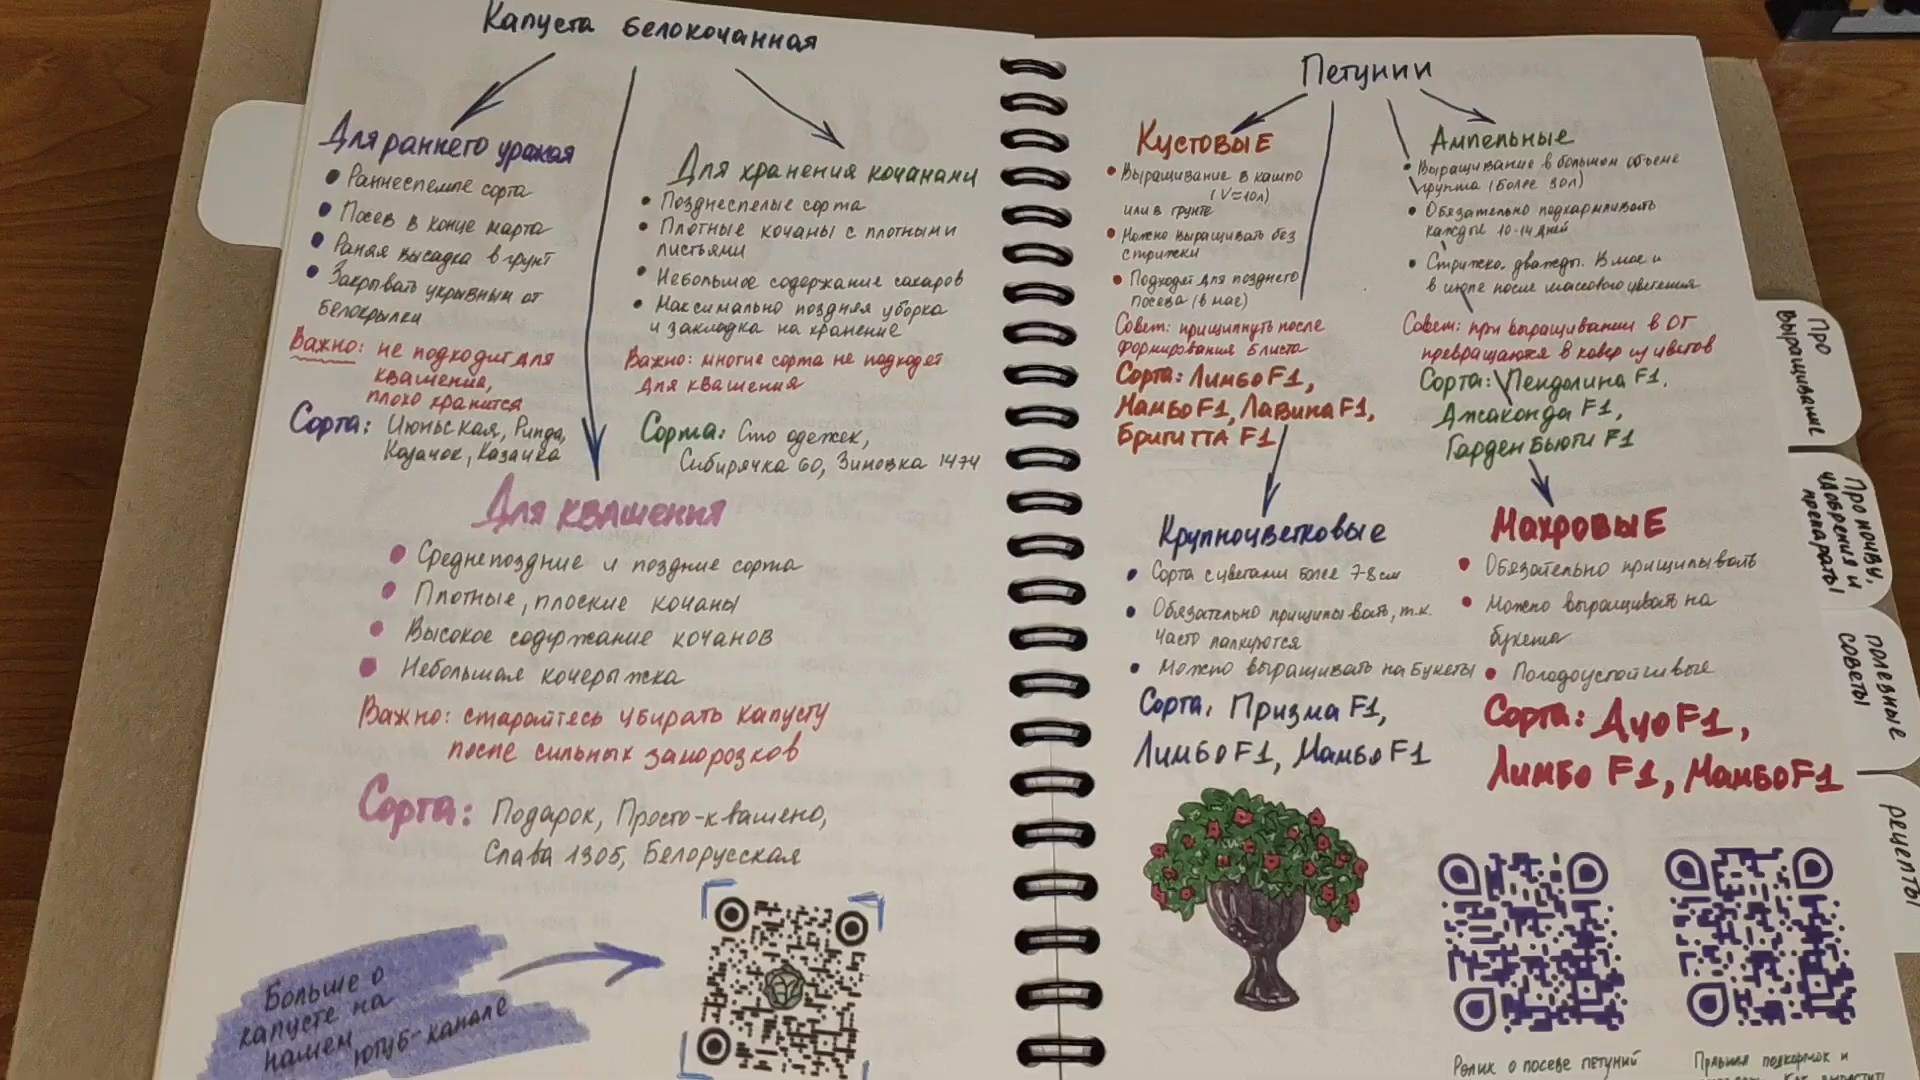 Капуста белокочанная
Для раннего урожая
Раннеспелые сорта
Посев в конце марта
Раняя высадка в грунт
Закрывать укрывным от
белокрылки
Важно: не подходит для
квашения,
плохо хранится
Сорта: Июньская, Ринда,
Казачок, Казачка
Для хранения кочанами
Позднеспелые сорта
Плотные кочаны с плотными
листьями
Небольшое содержание сахаров
Максимально поздняя уборка
и закладка на хранение
Важно: многие сорта не подходят
для квашения
Сорта: Сто одежек,
Сибирячка 60, Зимовка 1474
Для квашения
Среднепоздние и поздние сорта
Плотные, плоские кочаны
Высокое содержание кочанов
Небольшая кочерыжка
Важно: старайтесь убирать капусту
после сильных заморозков
Сорта: Подарок, Просто-квашено,
Слава 1305, Белорусская
Больше о
капусте на
нашем ютуб-канале
Петунии
Кустовые
Выращивание в кашпо
(V=10л)
или в грунте
Можно выращивать без
стрижки
Подходят для позднего
посева (в мае)
Совет: прищипнуть после
формирования 5 листа
Сорта: Лимбо F1,
Мамбо F1, Лавина F1,
Бригитта F1
Ампельные
Выращивание в большом объеме
грунта (более 30л)
Обязательно подкармливать
каждые 10-14 дней
Стрижка дважды. В мае и
в июле после массового цветения
Совет: при выращивании в ОГ
превращаются в ковер из цветов
Сорта: Пендолина F1,
Джаконда F1,
Гарден Бьюти F1
Крупноцветковые
Сорта с цветами более 7-8 см
Обязательно прищипывать, т.к.
часто
Можно выращивать на букеты
Сорта: Призма F1,
Лимбо F1, Мамбо F1
Махровые
Обязательно прищипывать
Можно выращивать на
букеты
Погодоустойчивые
Сорта: Дуо F1,
Лимбо F1, Мамбо F1
Ролик о посеве петуний
подкормок и
Про
выращивание
Про почву,
удобрения и
препараты
полезные
советы
рецепты